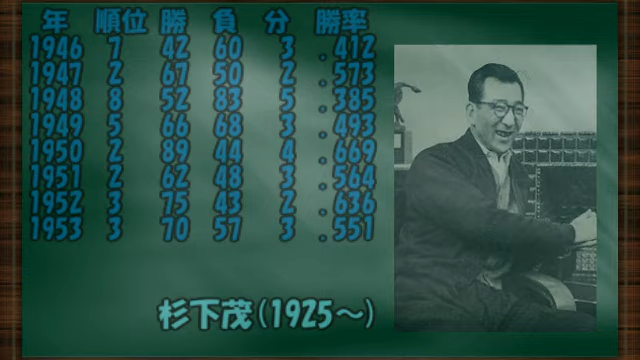 年 順位 勝 負 分 勝率
1946 7 42 60 3 .412
1947 2 67 50 2 .573
1948 8 52 83 5 .385
1949 5 66 68 3 .493
1950 2 89 44 4 .669
1951 2 62 48 3 .564
1952 3 75 43 2 .636
1953 3 70 57 3 .551
杉下茂(1925～)